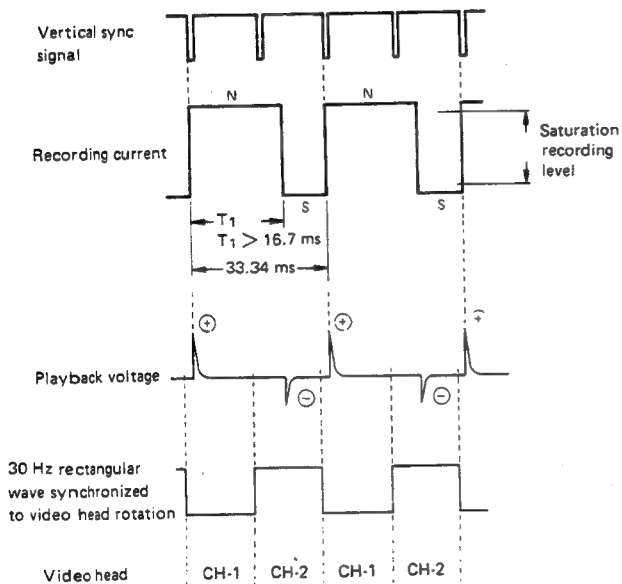 Vertical sync
signal
N N
Recording current
Saturation
recording
level
S S
T1
T1 > 16.7 ms
33.34 ms
+ + +
Playback voltage
− −
30 Hz rectangular
wave synchronized
to video head rotation
Video head CH-1 CH-2 CH-1 CH-2